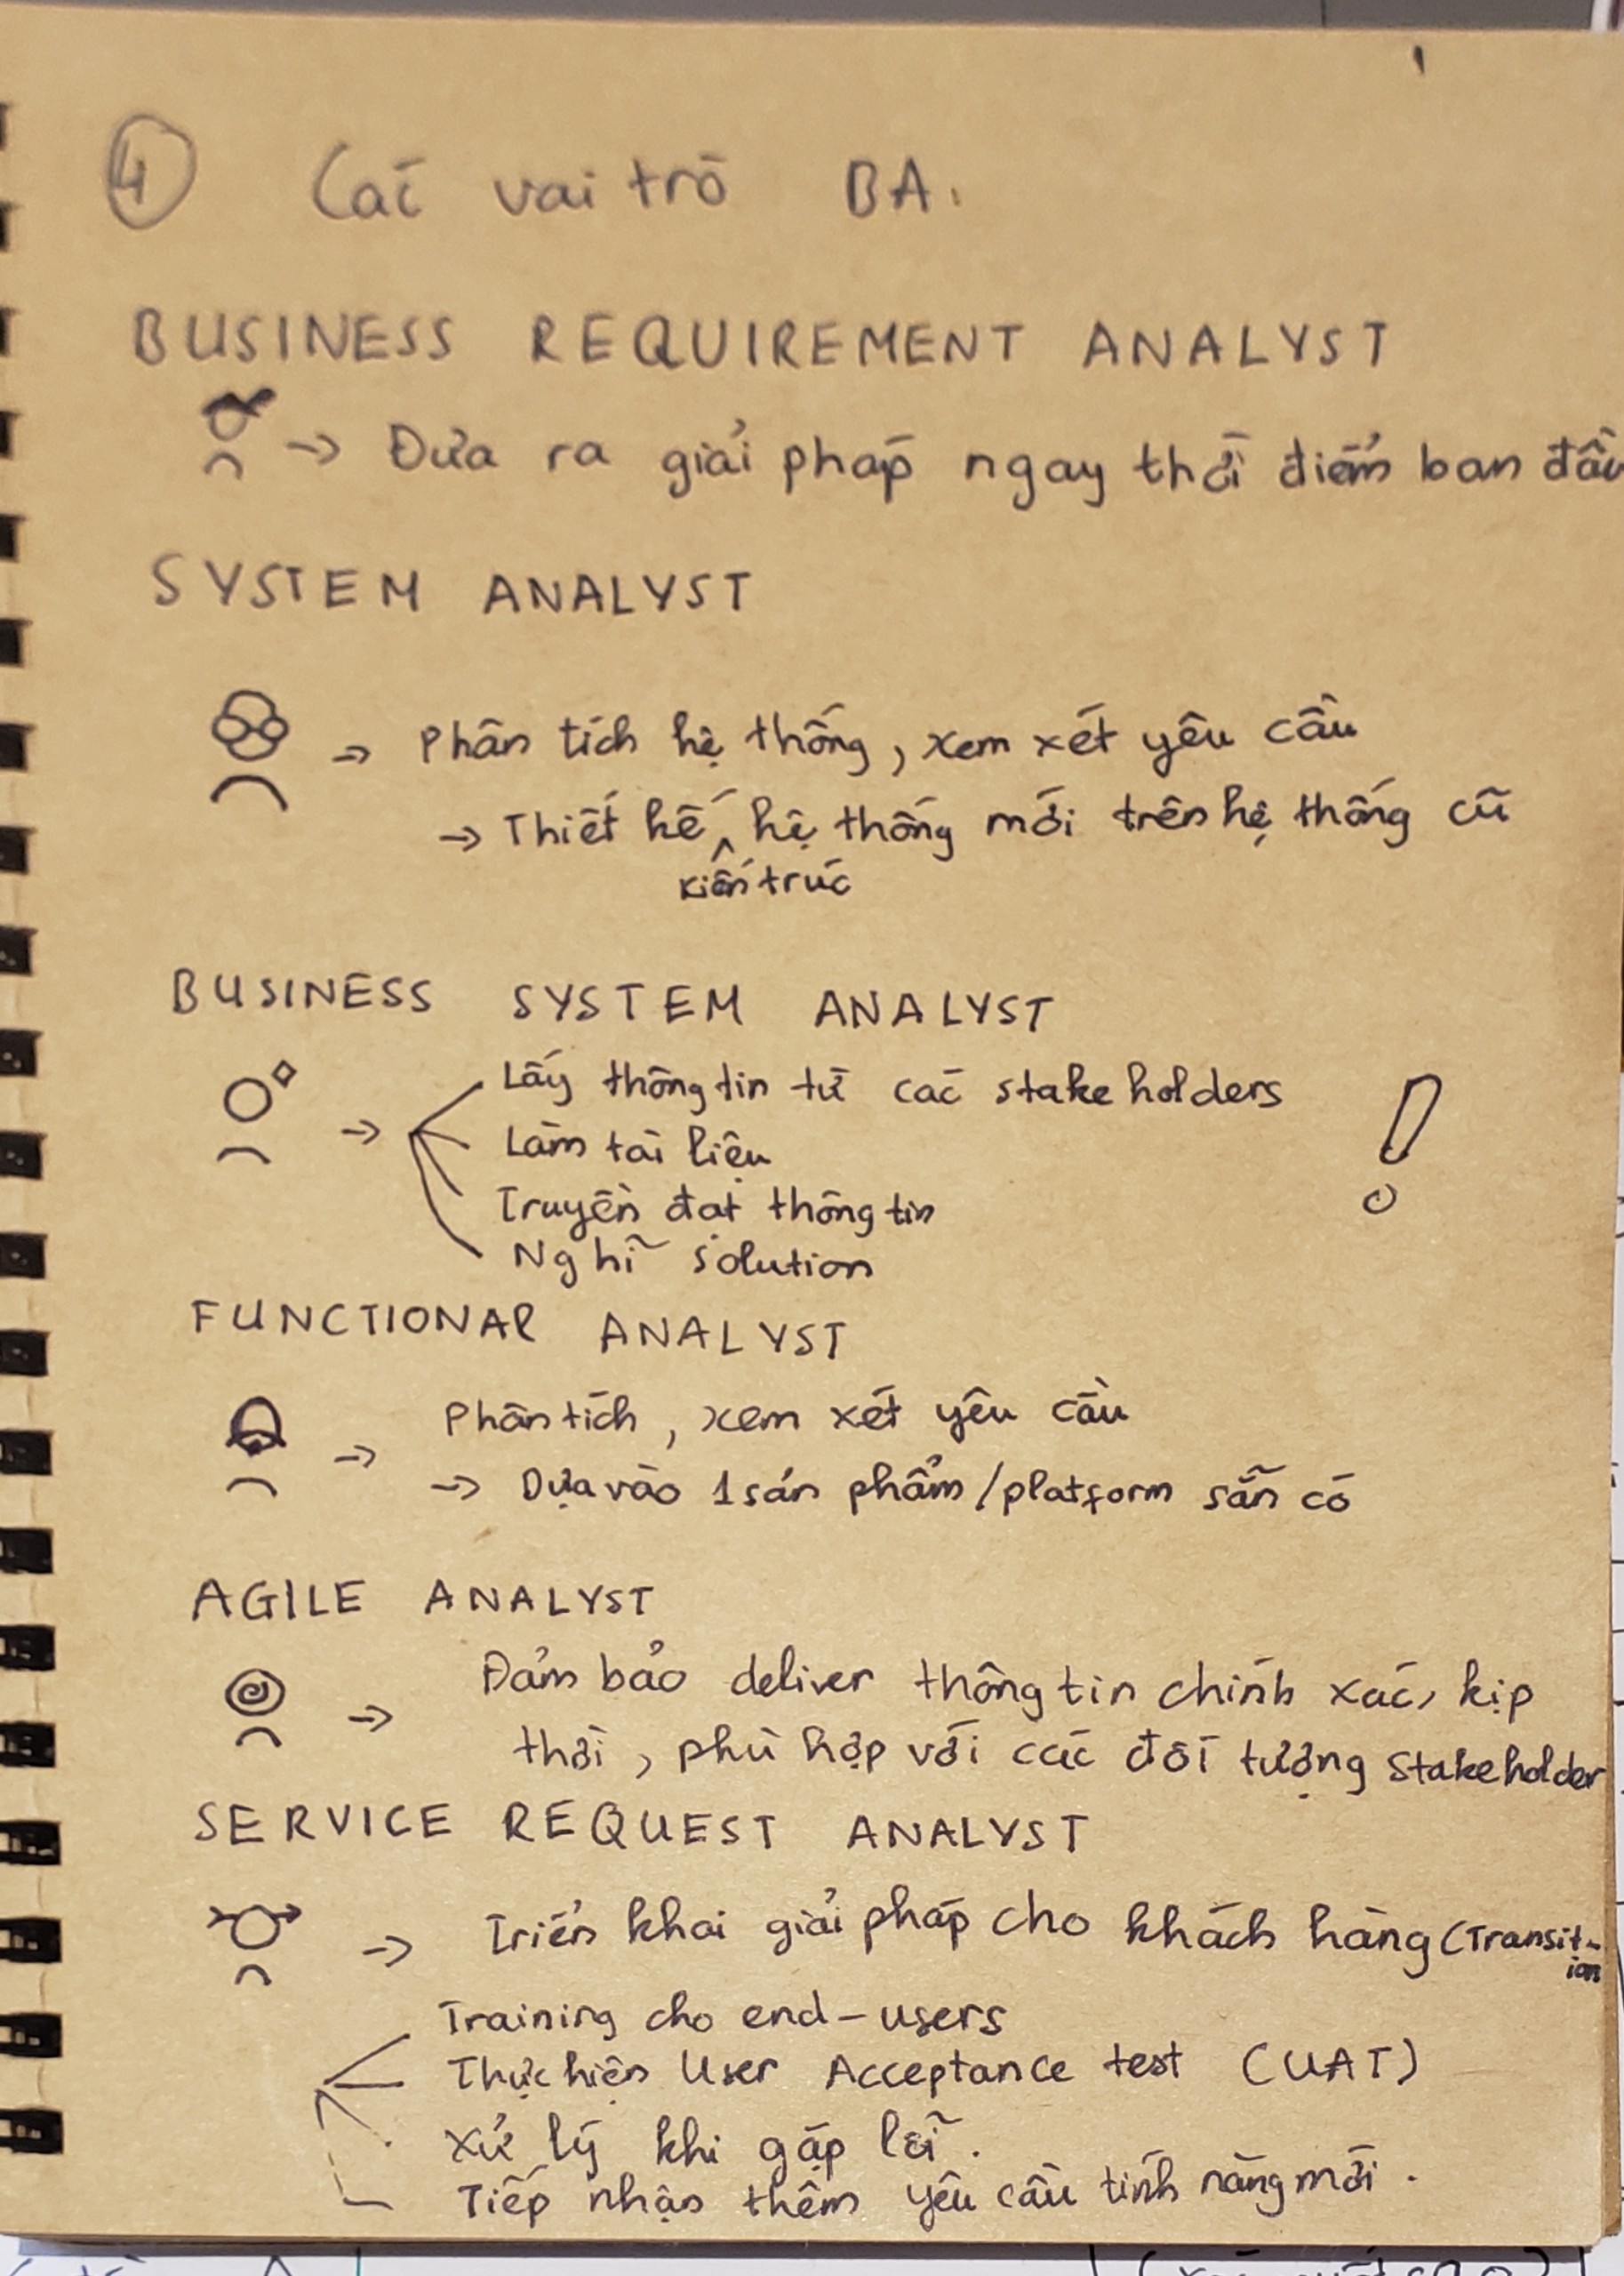 4 Các vai trò BA.
BUSINESS REQUIREMENT ANALYST
→ Đưa ra giải pháp ngay thời điểm ban đầu
SYSTEM ANALYST
→ Phân tích hệ thống, xem xét yêu cầu
→ Thiết kế kiến trúc hệ thống mới trên hệ thống cũ
BUSINESS SYSTEM ANALYST
→ Lấy thông tin từ các stakeholders
Làm tài liệu
Truyền đạt thông tin
Nghĩ solution
!
FUNCTIONAL ANALYST
→ Phân tích, xem xét yêu cầu
→ Dựa vào 1 sản phẩm/platform sẵn có
AGILE ANALYST
→ Đảm bảo deliver thông tin chính xác, kịp
thời, phù hợp với các đối tượng stakeholder
SERVICE REQUEST ANALYST
→ Triển khai giải pháp cho khách hàng (Transition
Training cho end-users
Thực hiện User Acceptance test (UAT)
Xử lý khi gặp lỗi.
Tiếp nhận thêm yêu cầu tính năng mới.